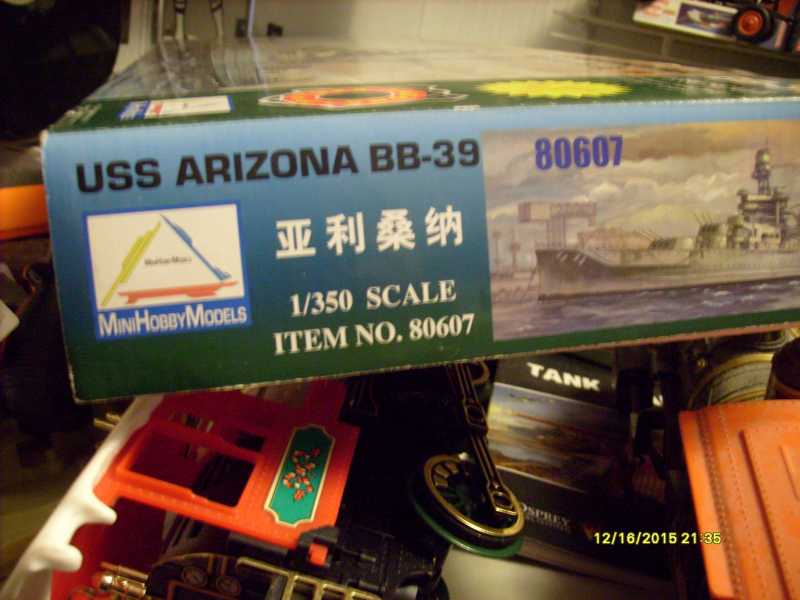 USS ARIZONA BB-39
80607
亚利桑纳
MINIHOBBYMODELS
1/350 SCALE
ITEM NO. 80607
TANK
OSPREY
12/16/2015 21:35